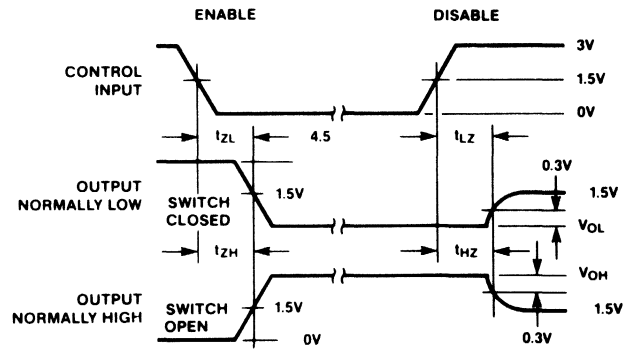 ENABLE DISABLE
3V
CONTROL
INPUT
1.5V
0V
tZL 4.5 tLZ
0.3V
OUTPUT
NORMALLY LOW
SWITCH
CLOSED
1.5V
1.5V
VOL
tZH tHZ
VOH
OUTPUT
NORMALLY HIGH
SWITCH
OPEN
1.5V
1.5V
0V
0.3V